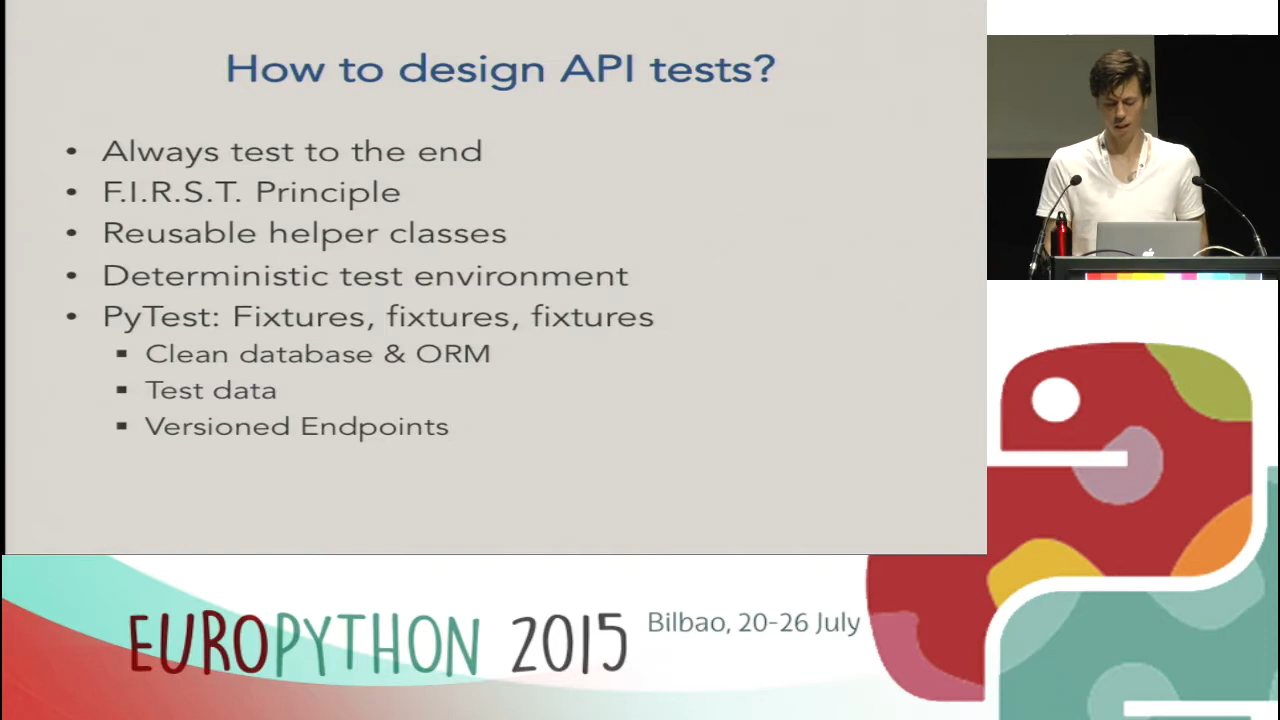 How to design API tests?
• Always test to the end
• F.I.R.S.T. Principle
• Reusable helper classes
• Deterministic test environment
• PyTest: Fixtures, fixtures, fixtures
▪ Clean database & ORM
▪ Test data
▪ Versioned Endpoints
EUROPYTHON 2015 Bilbao, 20-26 July